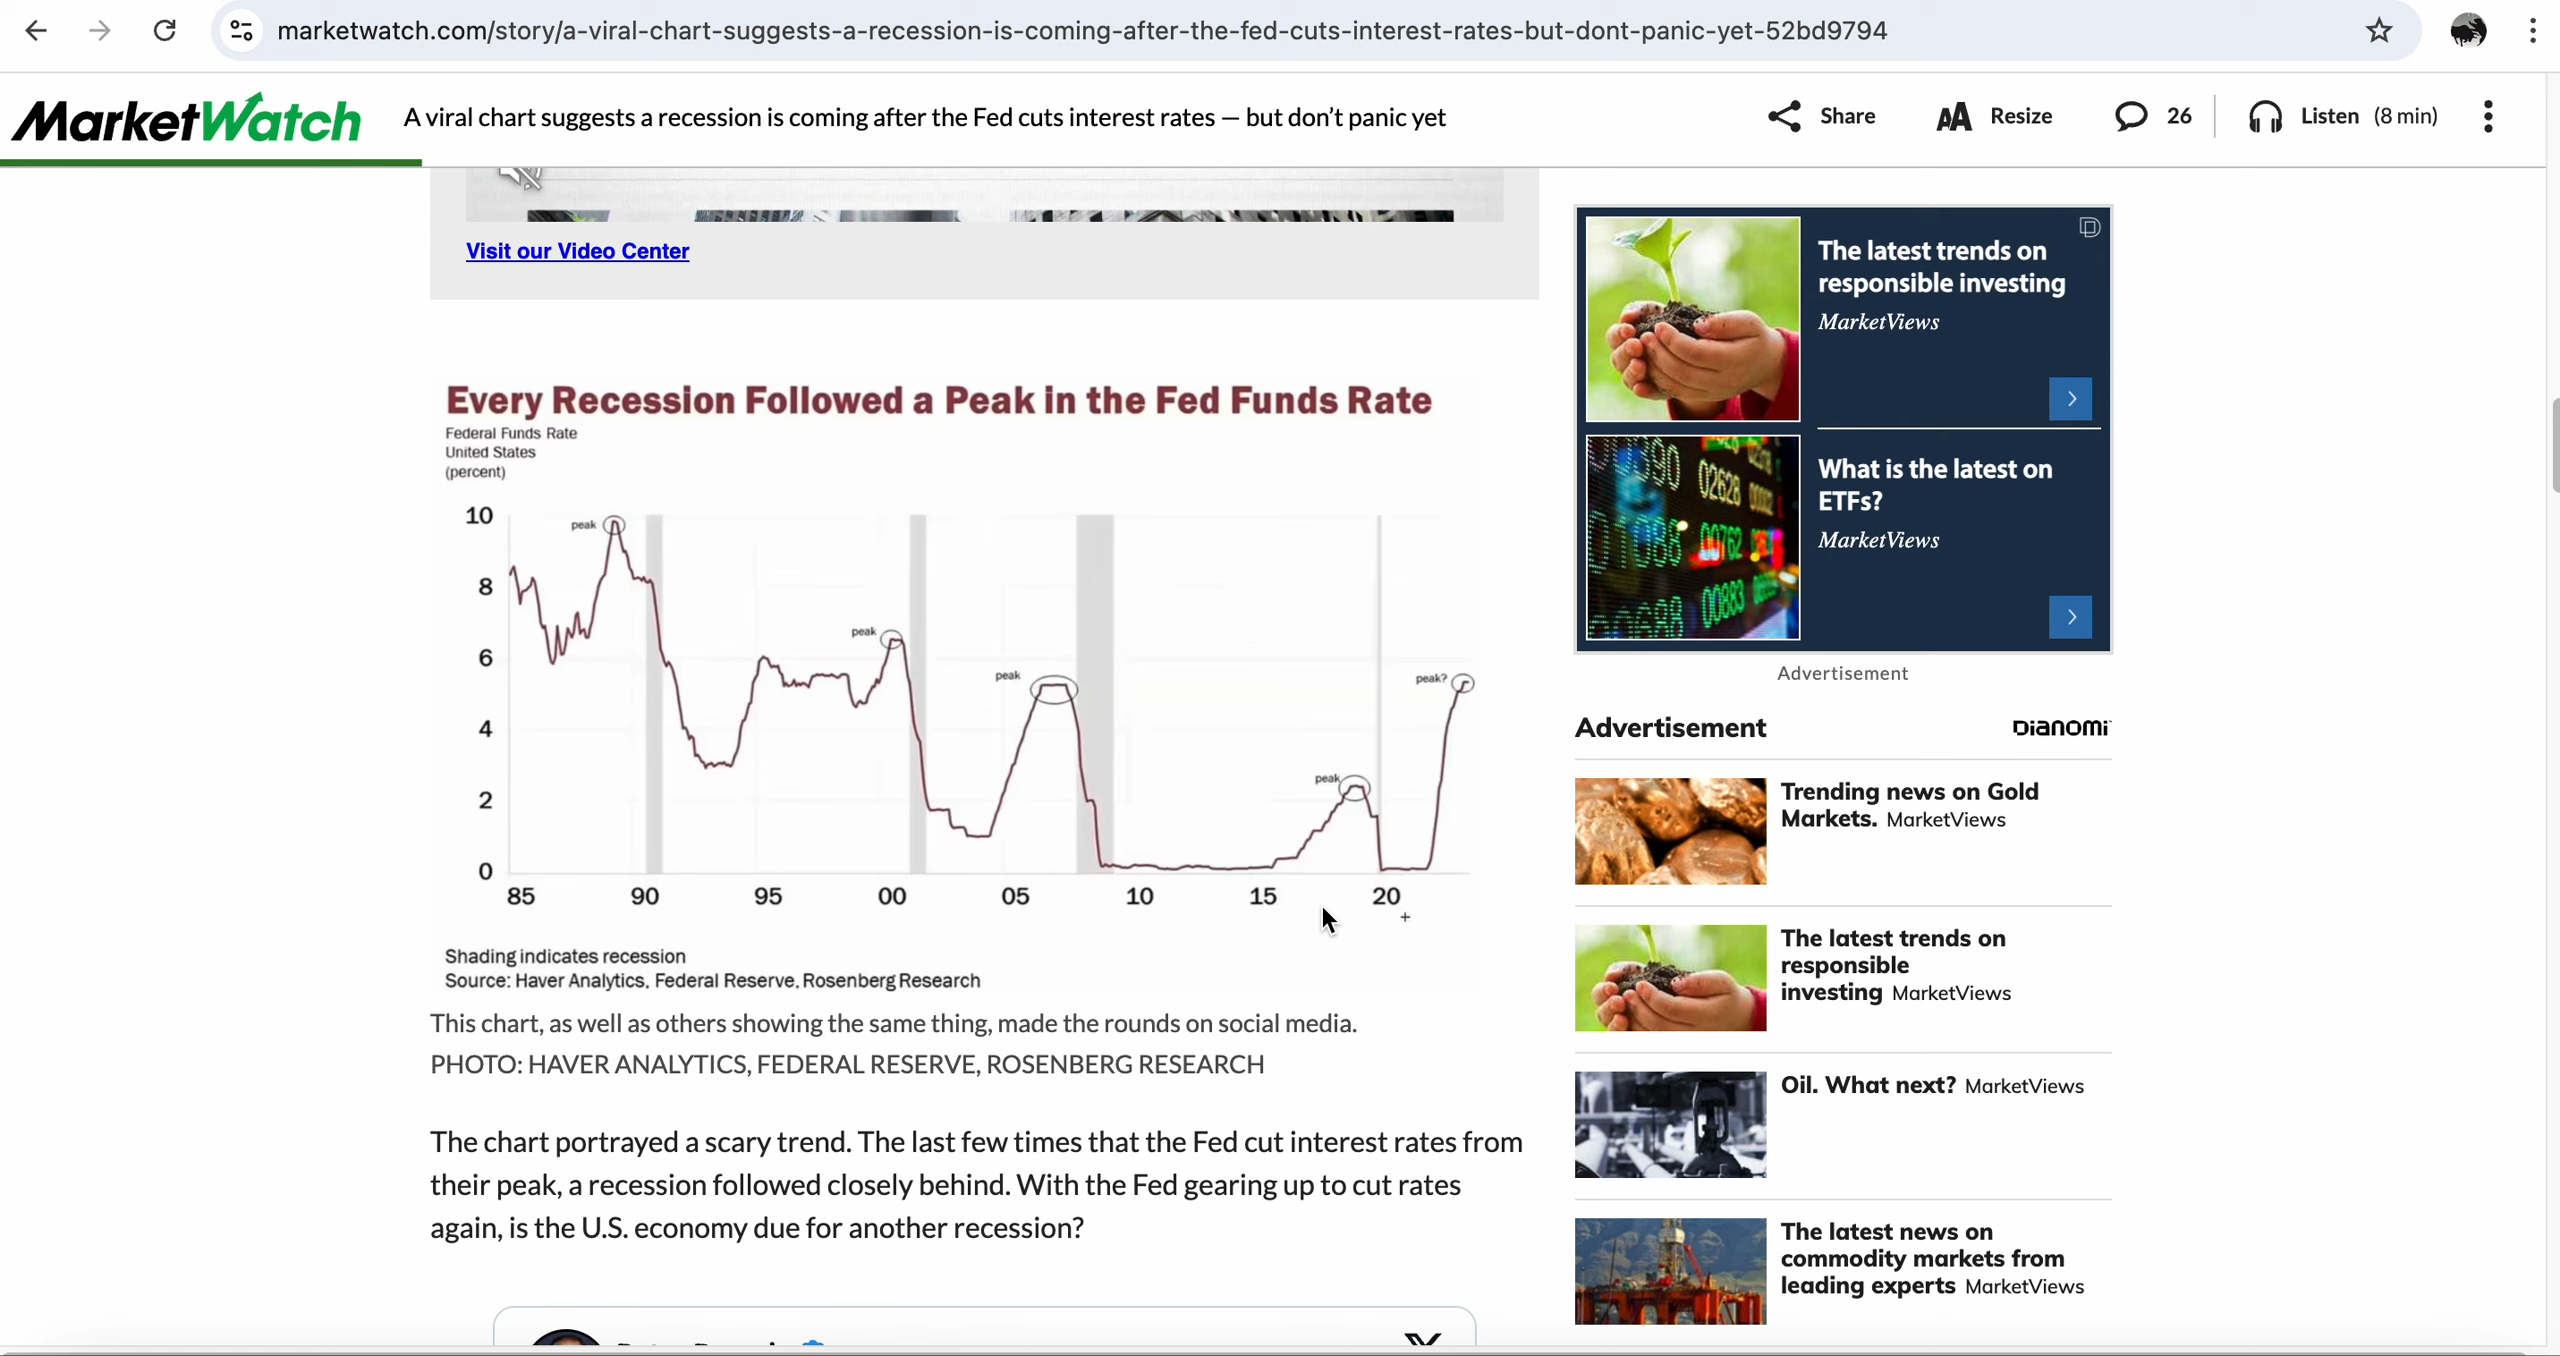 marketwatch.com/story/a-viral-chart-suggests-a-recession-is-coming-after-the-fed-cuts-interest-rates-but-dont-panic-yet-52bd9794
MarketWatch
A viral chart suggests a recession is coming after the Fed cuts interest rates — but don’t panic yet
Share
Resize
26
Listen (8 min)
Visit our Video Center
Every Recession Followed a Peak in the Fed Funds Rate
Federal Funds Rate
United States
(percent)
10
8
6
4
2
0
peak
peak
peak
peak
peak?
85 90 95 00 05 10 15 20
Shading indicates recession
Source: Haver Analytics, Federal Reserve, Rosenberg Research
This chart, as well as others showing the same thing, made the rounds on social media.
PHOTO: HAVER ANALYTICS, FEDERAL RESERVE, ROSENBERG RESEARCH
The chart portrayed a scary trend. The last few times that the Fed cut interest rates from
their peak, a recession followed closely behind. With the Fed gearing up to cut rates
again, is the U.S. economy due for another recession?
The latest trends on
responsible investing
MarketViews
02628
00762
00883
What is the latest on
ETFs?
MarketViews
Advertisement
Advertisement
Dianomi
Trending news on Gold
Markets. MarketViews
The latest trends on
responsible
investing MarketViews
Oil. What next? MarketViews
The latest news on
commodity markets from
leading experts MarketViews